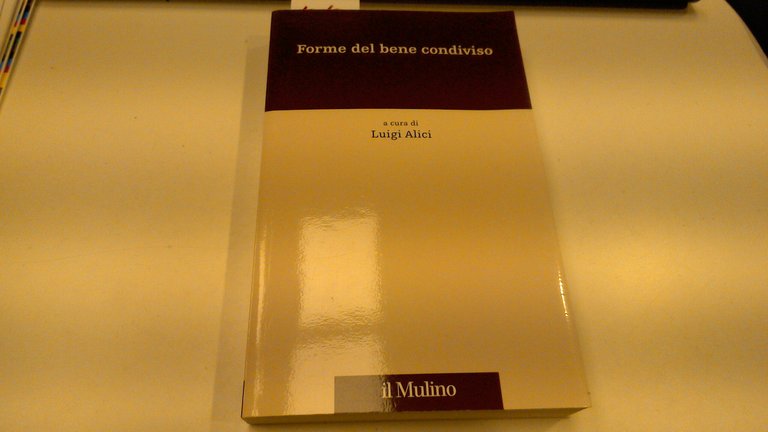 Forme del bene condiviso
a cura di
Luigi Alici
il Mulino